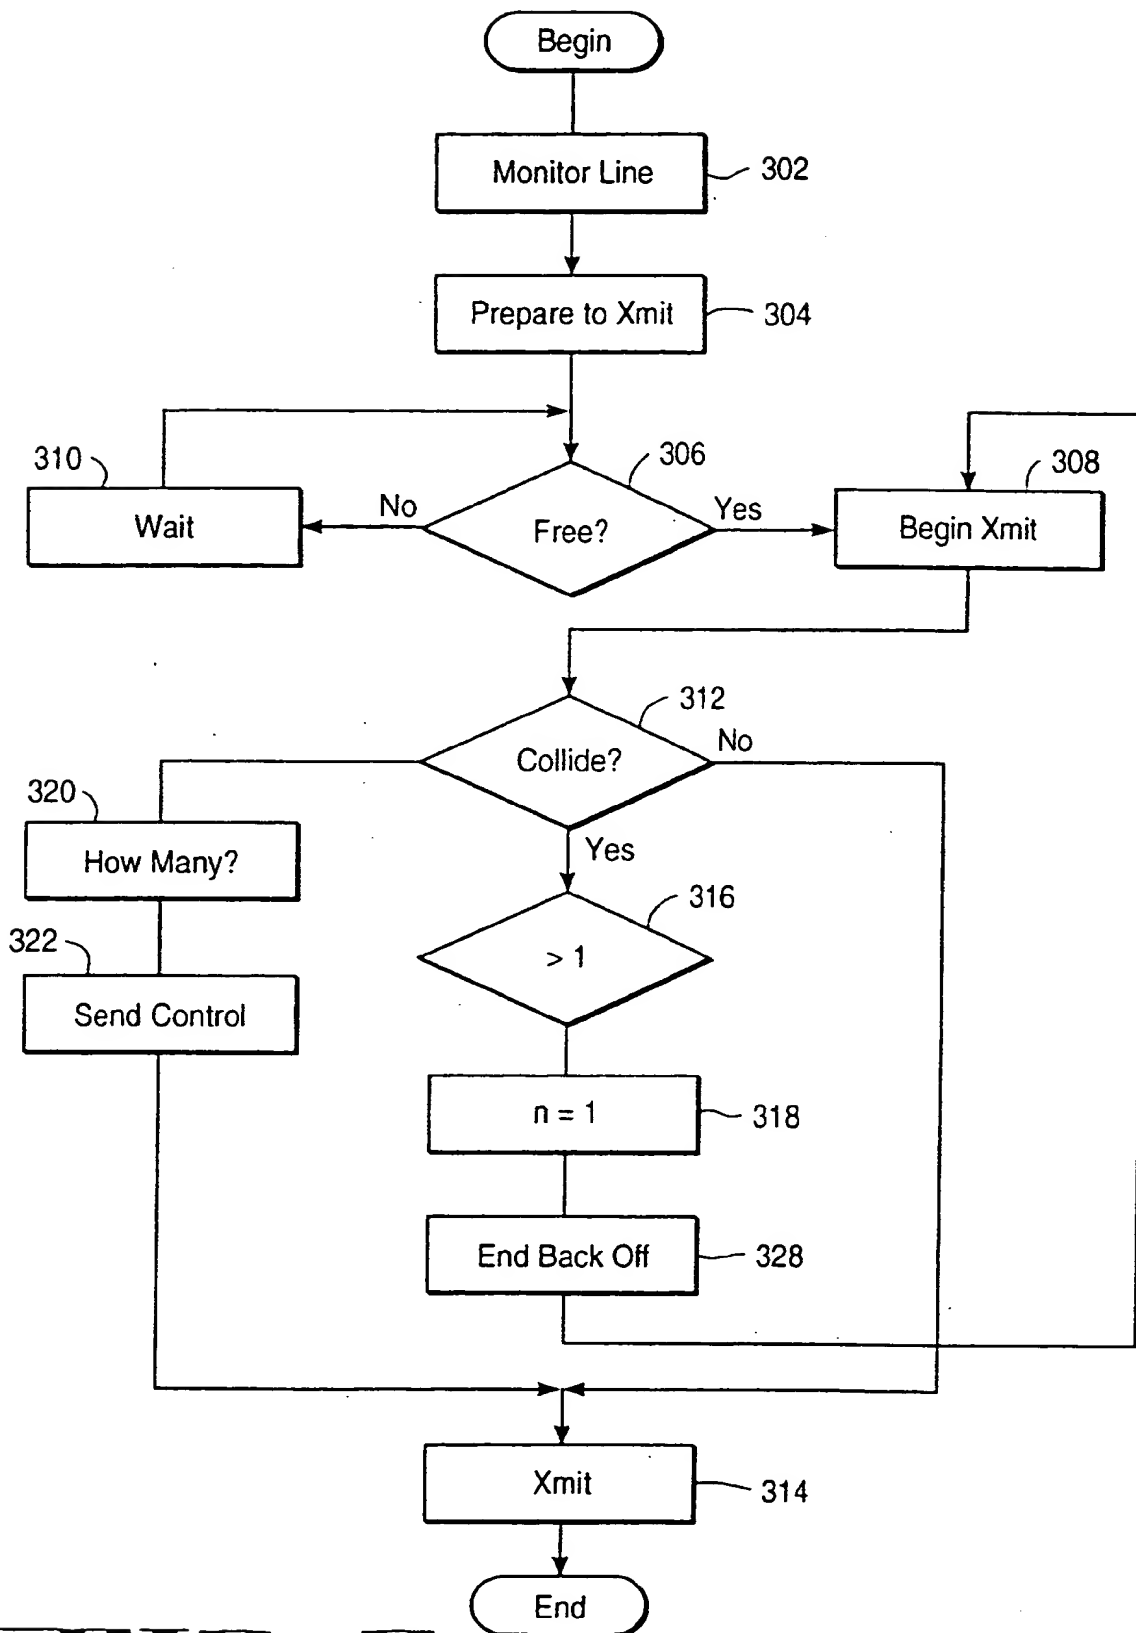 Begin
Monitor Line
302
Prepare to Xmit
304
310
306
308
Wait
No
Free?
Yes
Begin Xmit
312
Collide?
No
320
How Many?
Yes
316
> 1
322
Send Control
n = 1
318
End Back Off
328
Xmit
314
End